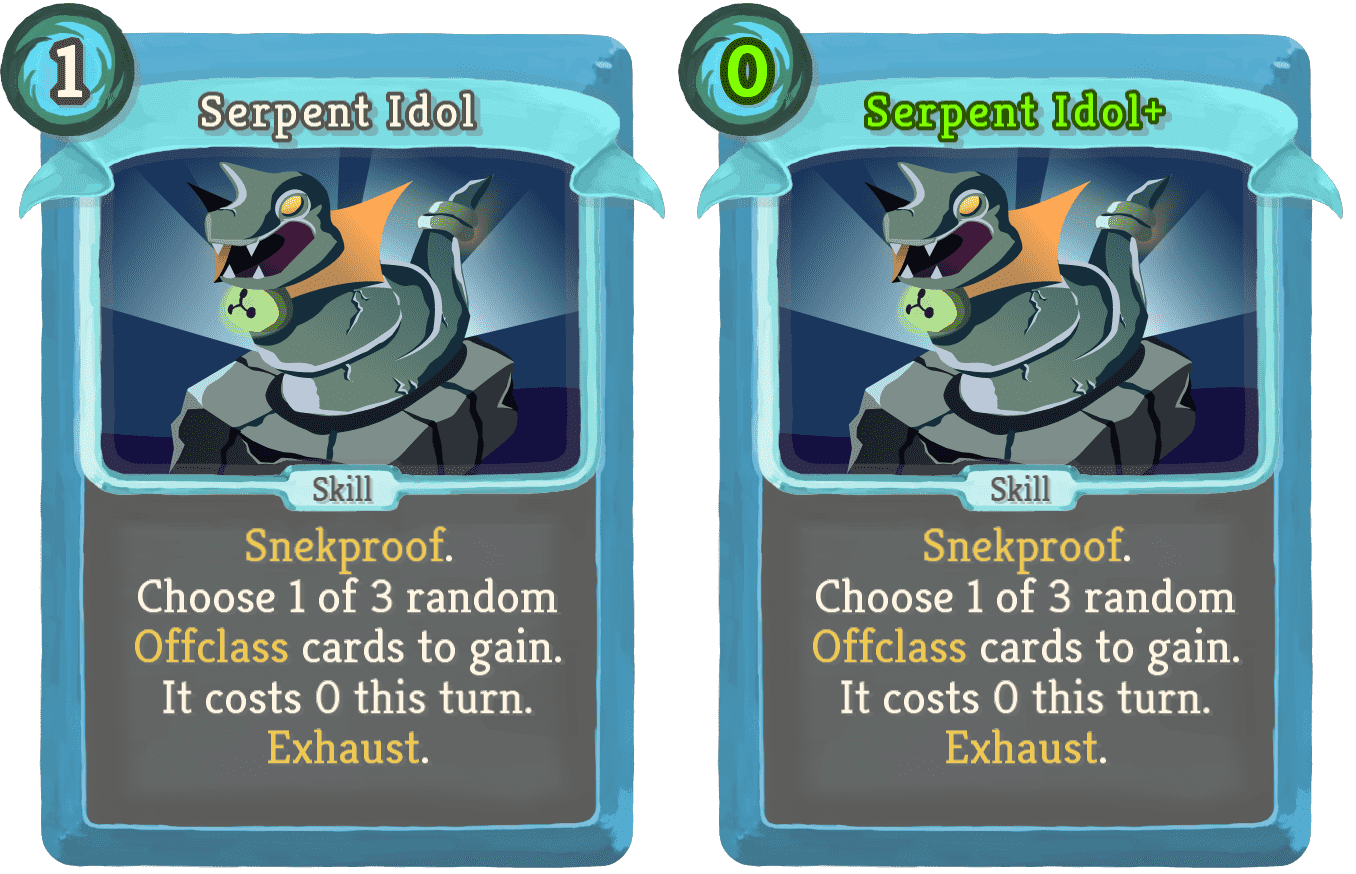 1
Serpent Idol
Skill
Snekproof.
Choose 1 of 3 random
Offclass cards to gain.
It costs 0 this turn.
Exhaust.
0
Serpent Idol+
Skill
Snekproof.
Choose 1 of 3 random
Offclass cards to gain.
It costs 0 this turn.
Exhaust.